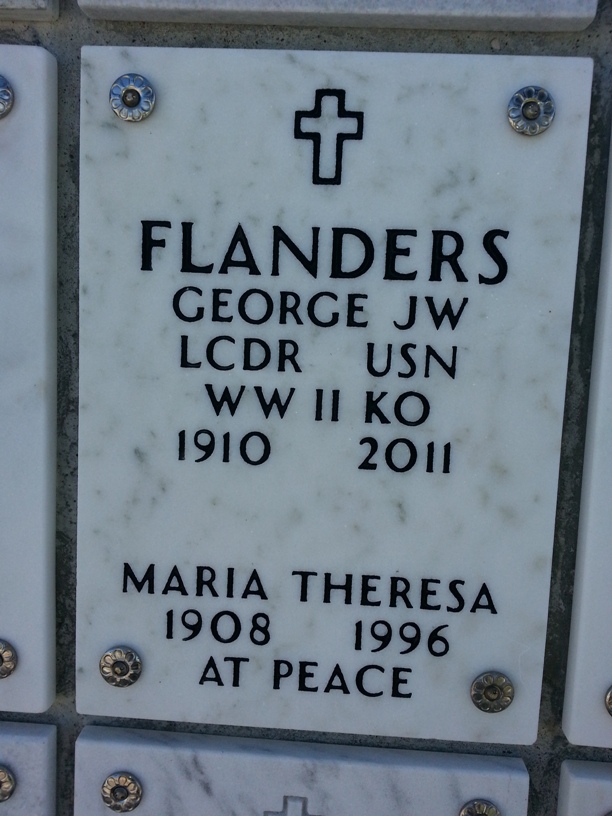 FLANDERS
GEORGE JW
LCDR USN
WW II KO
1910 2011
MARIA THERESA
1908 1996
AT PEACE